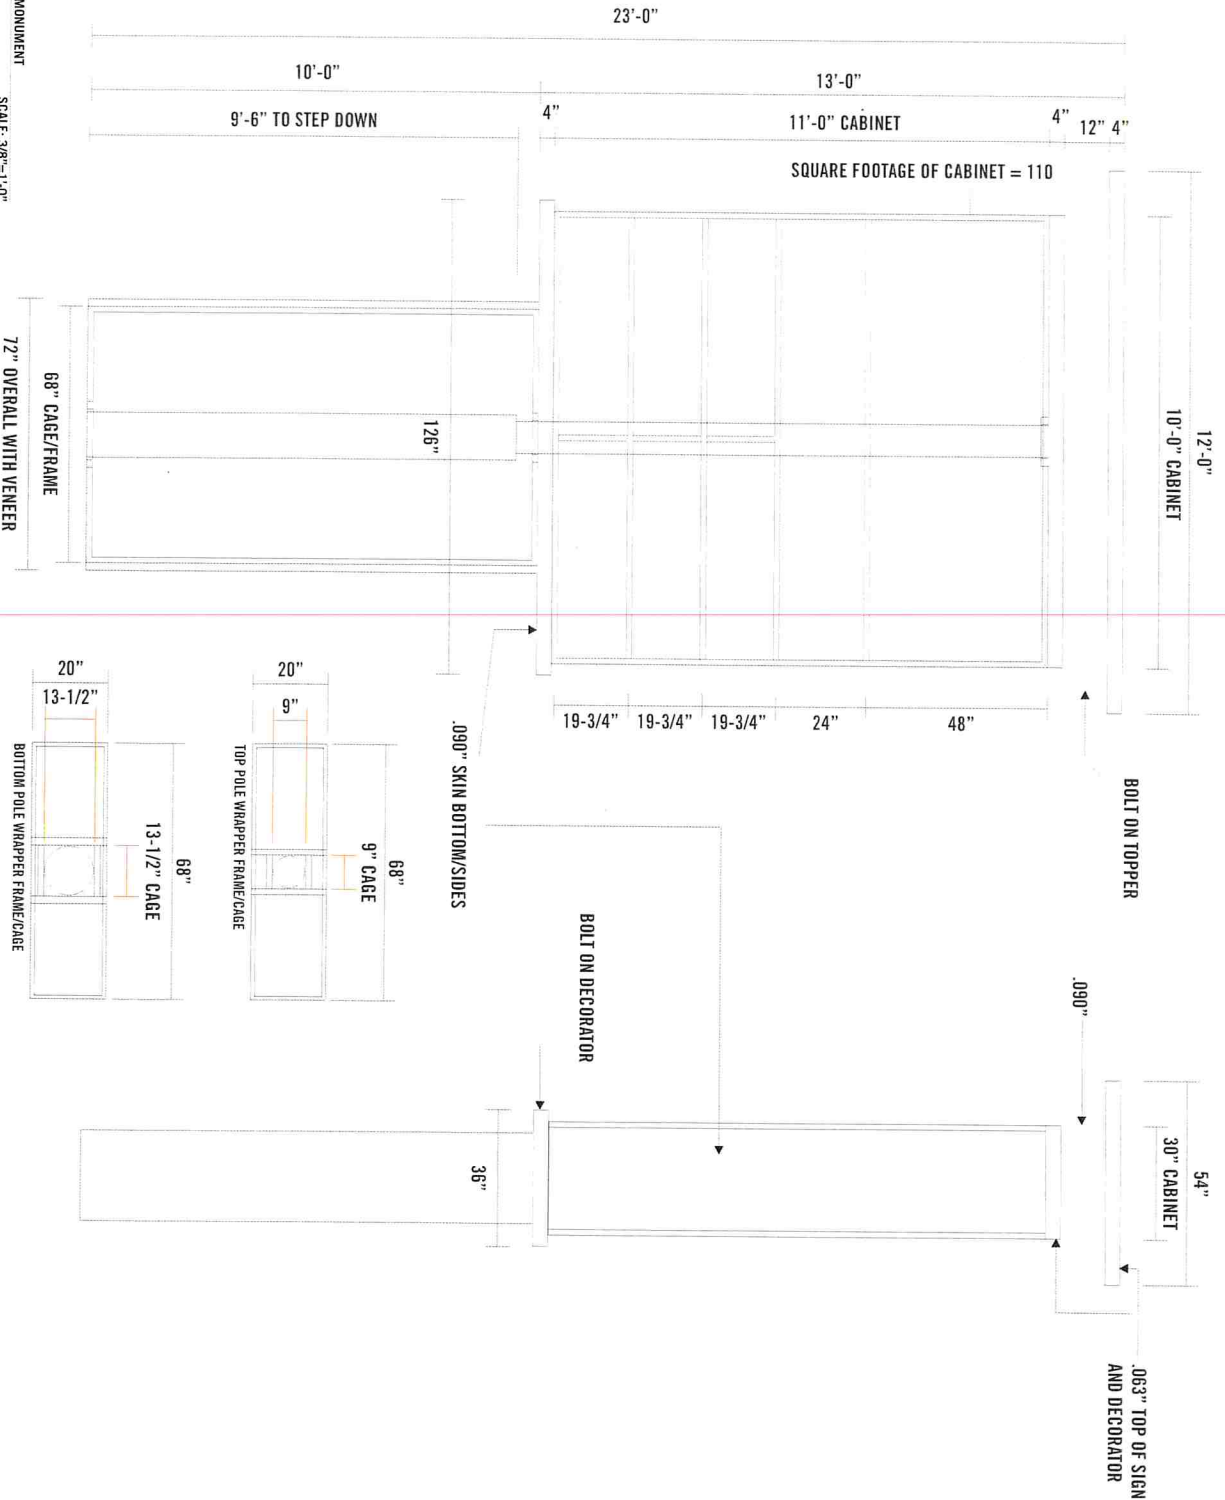 23'-0"
10'-0"
13'-0"
9'-6" TO STEP DOWN
4"
11'-0" CABINET
4"
12"
4"
SQUARE FOOTAGE OF CABINET = 110
MONUMENT
SCALE: 3/8"=1'-0"
12'-0"
10'-0" CABINET
126"
68" CAGE/FRAME
72" OVERALL WITH VENEER
19-3/4"
19-3/4"
19-3/4"
24"
48"
.090" SKIN BOTTOM/SIDES
BOLT ON TOPPER
20"
9"
9" CAGE
68"
TOP POLE WRAPPER FRAME/CAGE
20"
13-1/2"
13-1/2" CAGE
68"
BOTTOM POLE WRAPPER FRAME/CAGE
BOLT ON DECORATOR
.090"
54"
30" CABINET
36"
.063" TOP OF SIGN
AND DECORATOR